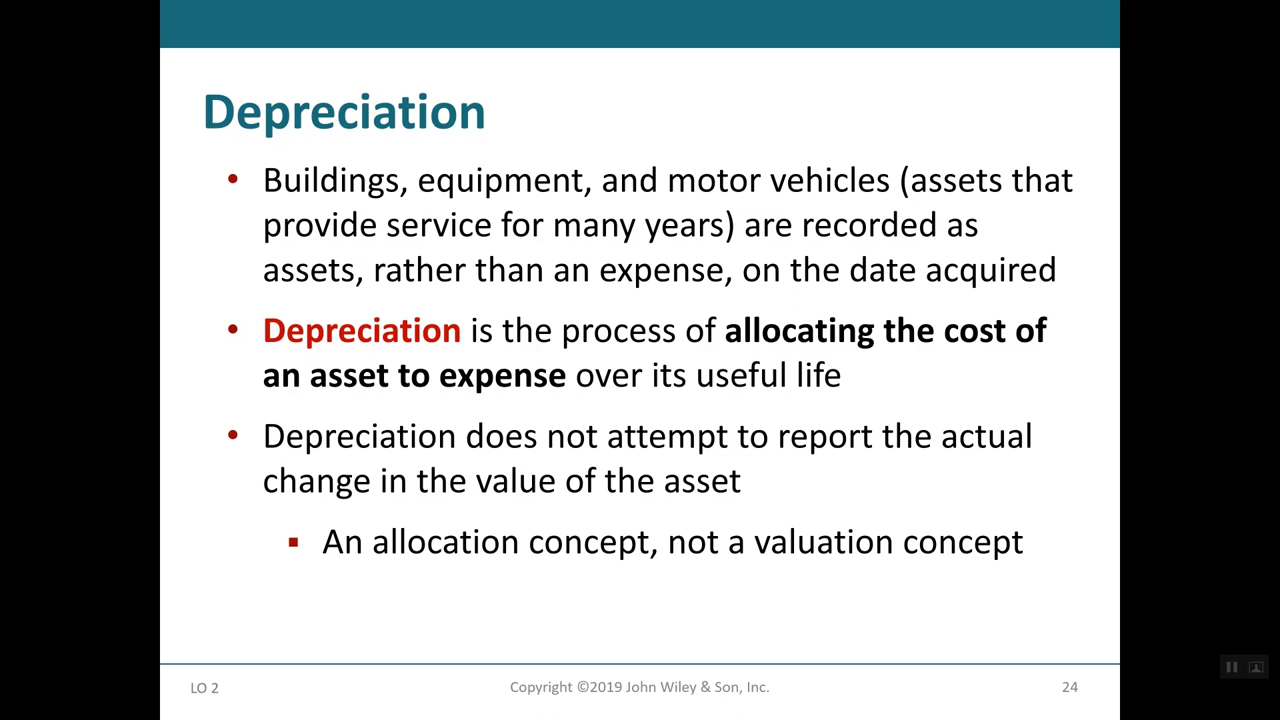 Depreciation
• Buildings, equipment, and motor vehicles (assets that
provide service for many years) are recorded as
assets, rather than an expense, on the date acquired
• Depreciation is the process of allocating the cost of
an asset to expense over its useful life
• Depreciation does not attempt to report the actual
change in the value of the asset
▪ An allocation concept, not a valuation concept
LO 2
Copyright ©2019 John Wiley & Son, Inc.
24